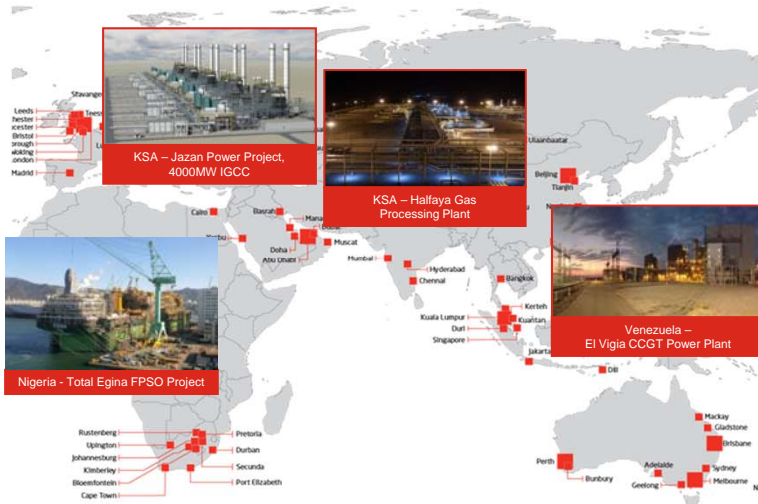 Stavanger
Leeds
Bristol
London
Madrid
KSA – Jazan Power Project,
4000MW IGCC
KSA – Halfaya Gas
Processing Plant
Ulaanbaatar
Beijing
Tianjin
Cairo
Basrah
Doha
Abu Dhabi
Muscat
Mumbai
Hyderabad
Chennai
Bangkok
Kerteh
Kuala Lumpur
Kuantan
Duri
Singapore
Jakarta
Dili
Venezuela –
El Vigia CCGT Power Plant
Nigeria - Total Egina FPSO Project
Rustenberg
Pretoria
Upington
Durban
Johannesburg
Kimberley
Secunda
Bloemfontein
Port Elizabeth
Cape Town
Mackay
Gladstone
Brisbane
Perth
Bunbury
Adelaide
Sydney
Geelong
Melbourne